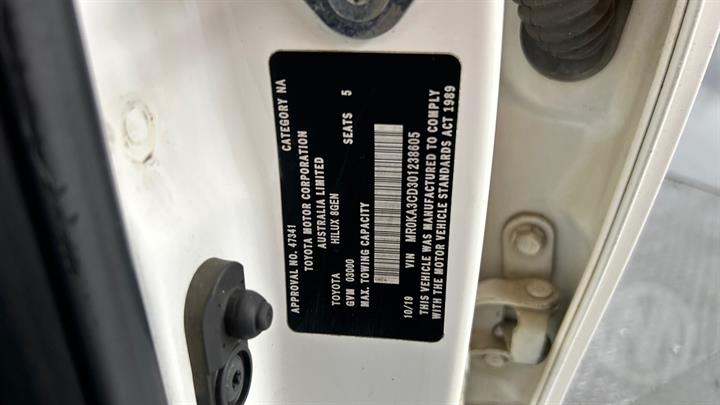 APPROVAL NO. 47341 CATEGORY NA
TOYOTA MOTOR CORPORATION
AUSTRALIA LIMITED
TOYOTA HILUX 8GEN
GVM 03000 SEATS 5
MAX. TOWING CAPACITY
10/19 VIN MR0KA3CD301238605
THIS VEHICLE WAS MANUFACTURED TO COMPLY
WITH THE MOTOR VEHICLE STANDARDS ACT 1989